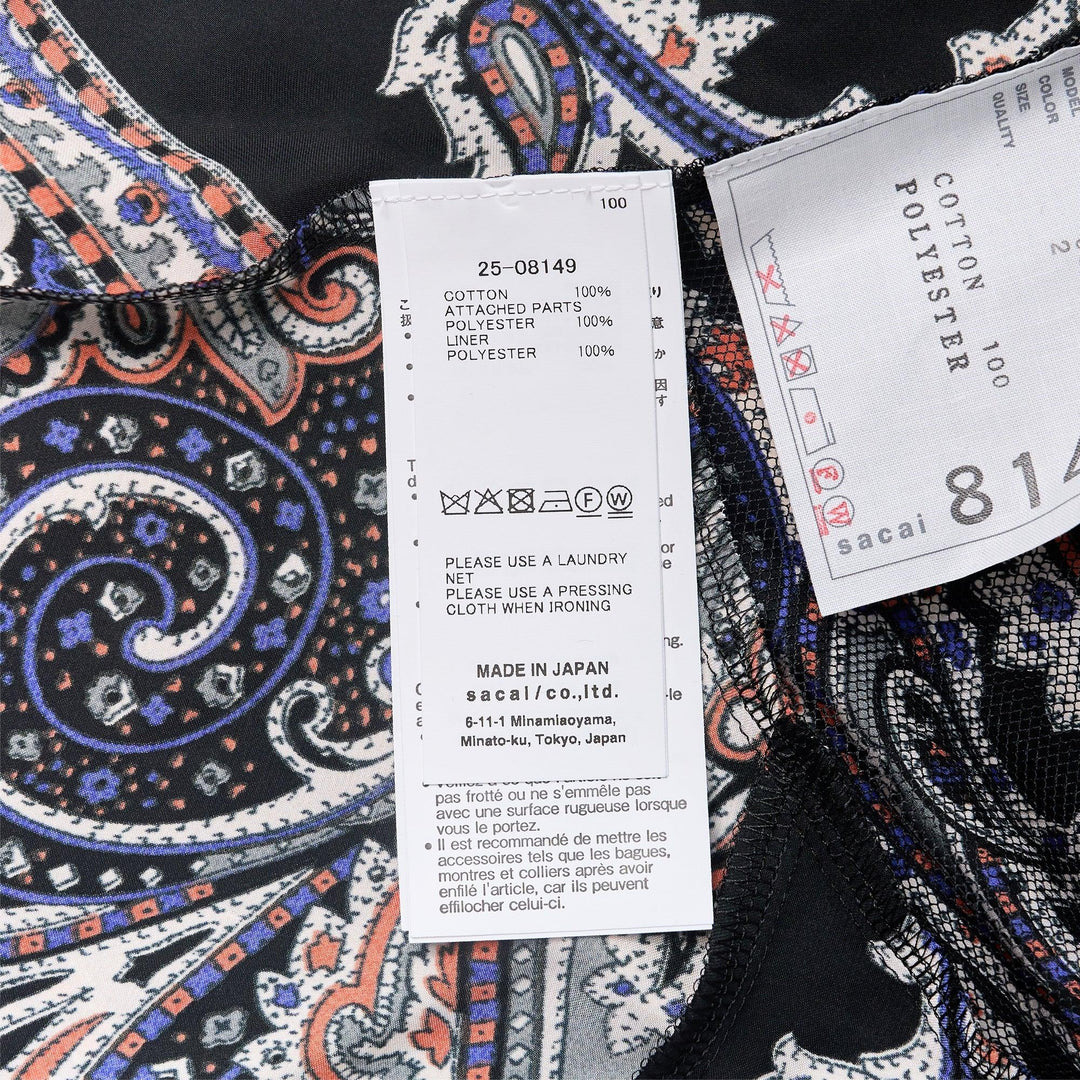 100
25-08149
COTTON 100%
ATTACHED PARTS
POLYESTER 100%
LINER
POLYESTER 100%
F W
PLEASE USE A LAUNDRY
NET
PLEASE USE A PRESSING
CLOTH WHEN IRONING
MADE IN JAPAN
sacai/co.,ltd.
6-11-1 Minamiaoyama,
Minato-ku, Tokyo, Japan
pas frotté ou ne s'emmêle pas
avec une surface rugueuse lorsque
vous le portez.
• Il est recommandé de mettre les
accessoires tels que les bagues,
montres et colliers après avoir
enfilé l'article, car ils peuvent
effilocher celui-ci.
MODEL
COLOR
SIZE 2
QUALITY
COTTON 100
POLYESTER
sacai